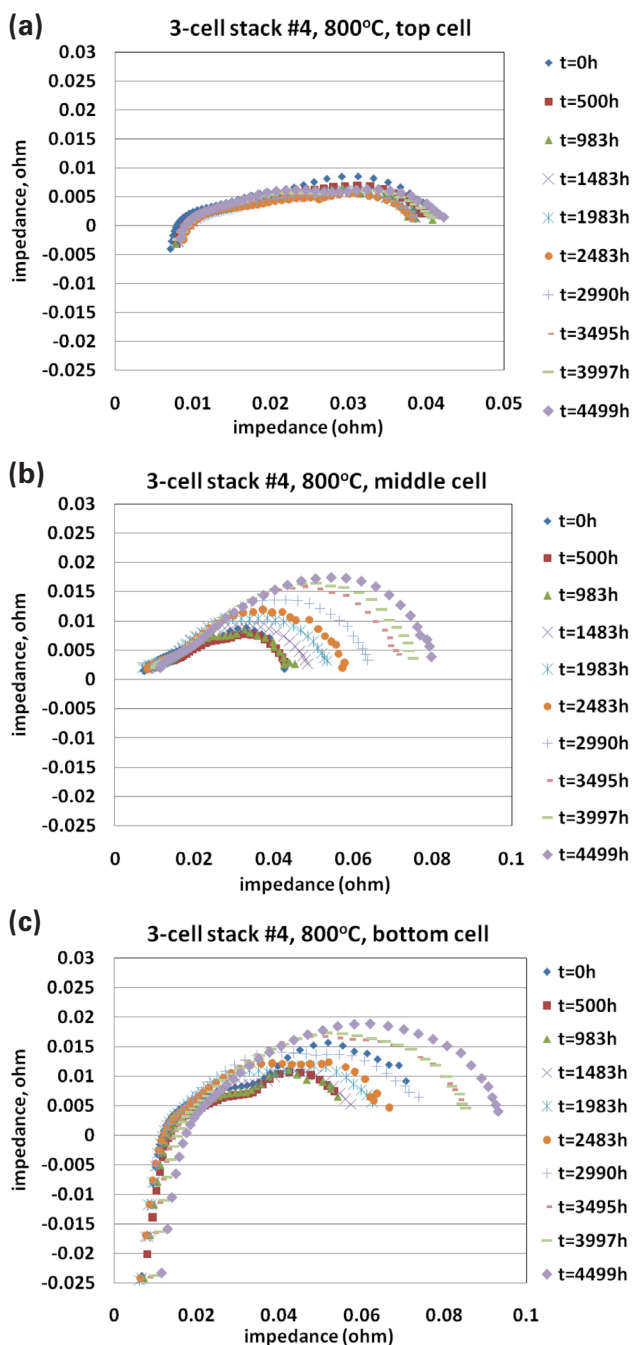 (a)
3-cell stack #4, 800°C, top cell
impedance, ohm
0.03
0.025
0.02
0.015
0.01
0.005
0
-0.005
-0.01
-0.015
-0.02
-0.025
0 0.01 0.02 0.03 0.04 0.05
impedance (ohm)
t=0h
t=500h
t=983h
t=1483h
t=1983h
t=2483h
t=2990h
t=3495h
t=3997h
t=4499h
(b)
3-cell stack #4, 800°C, middle cell
impedance, ohm
0.03
0.025
0.02
0.015
0.01
0.005
0
-0.005
-0.01
-0.015
-0.02
-0.025
0 0.02 0.04 0.06 0.08 0.1
impedance (ohm)
t=0h
t=500h
t=983h
t=1483h
t=1983h
t=2483h
t=2990h
t=3495h
t=3997h
t=4499h
(c)
3-cell stack #4, 800°C, bottom cell
impedance, ohm
0.03
0.025
0.02
0.015
0.01
0.005
0
-0.005
-0.01
-0.015
-0.02
-0.025
0 0.02 0.04 0.06 0.08 0.1
impedance (ohm)
t=0h
t=500h
t=983h
t=1483h
t=1983h
t=2483h
t=2990h
t=3495h
t=3997h
t=4499h